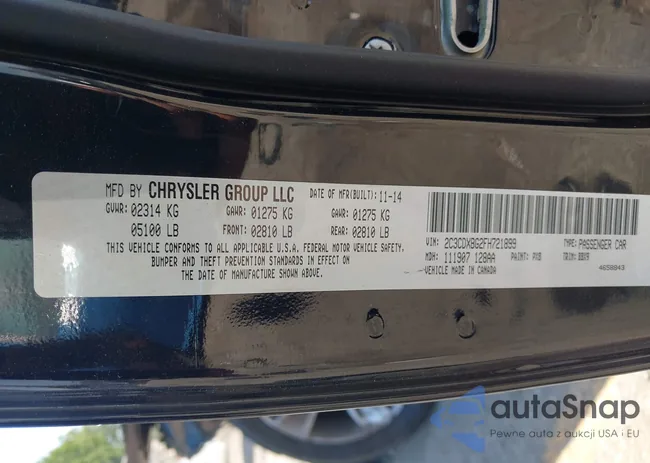 MFD BY CHRYSLER GROUP LLC DATE OF MFR(BUILT): 11-14
GVWR: 02314 KG GAWR: 01275 KG GAWR: 01275 KG
05100 LB FRONT: 02810 LB REAR: 02810 LB
THIS VEHICLE CONFORMS TO ALL APPLICABLE U.S.A. FEDERAL MOTOR VEHICLE SAFETY,
BUMPER AND THEFT PREVENTION STANDARDS IN EFFECT ON
THE DATE OF MANUFACTURE SHOWN ABOVE.
VIN: 2C3CDXBG2FH721899 TYPE: PASSENGER CAR
MDH: 111907 128AA PAINT: PXB TRIM: BBX9
VEHICLE MADE IN CANADA 4658843
autaSnap
Pewne auta z aukcji USA i EU